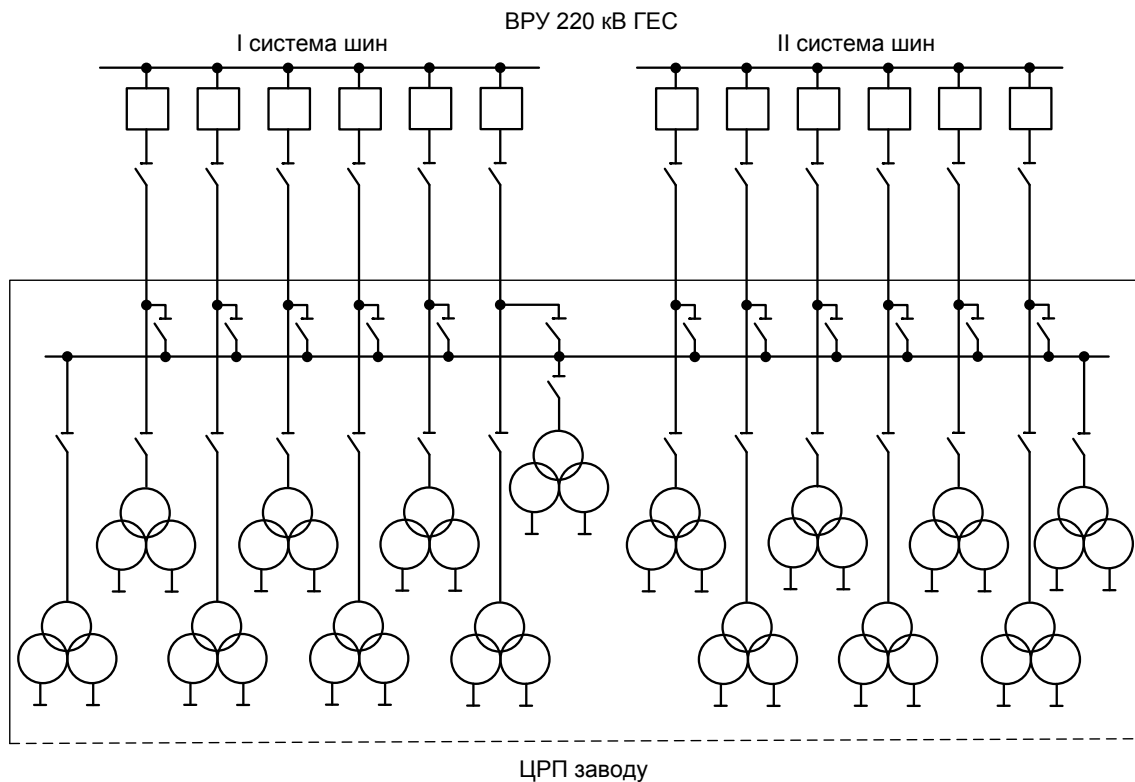 ВРУ 220 кВ ГЕС
I система шин
II система шин
ЦРП заводу